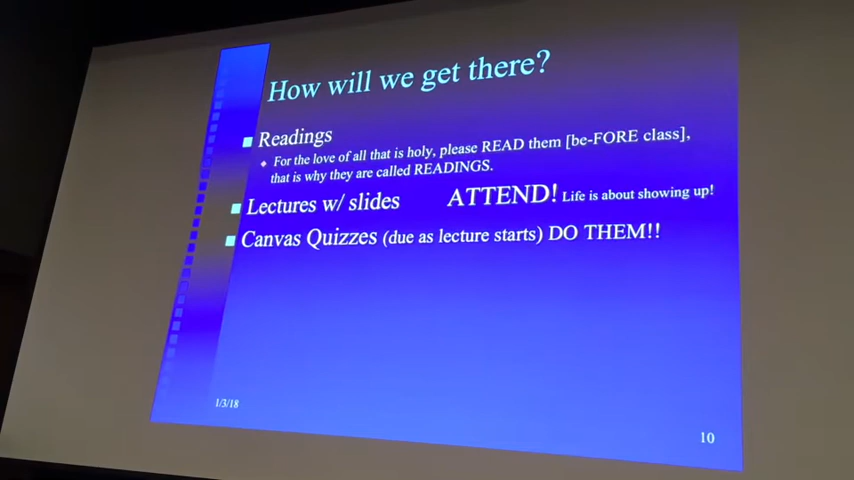 How will we get there?
Readings
For the love of all that is holy, please READ them [be-FORE class],
that is why they are called READINGS.
Lectures w/ slides ATTEND! Life is about showing up!
Canvas Quizzes (due as lecture starts) DO THEM!!
1/3/18
10